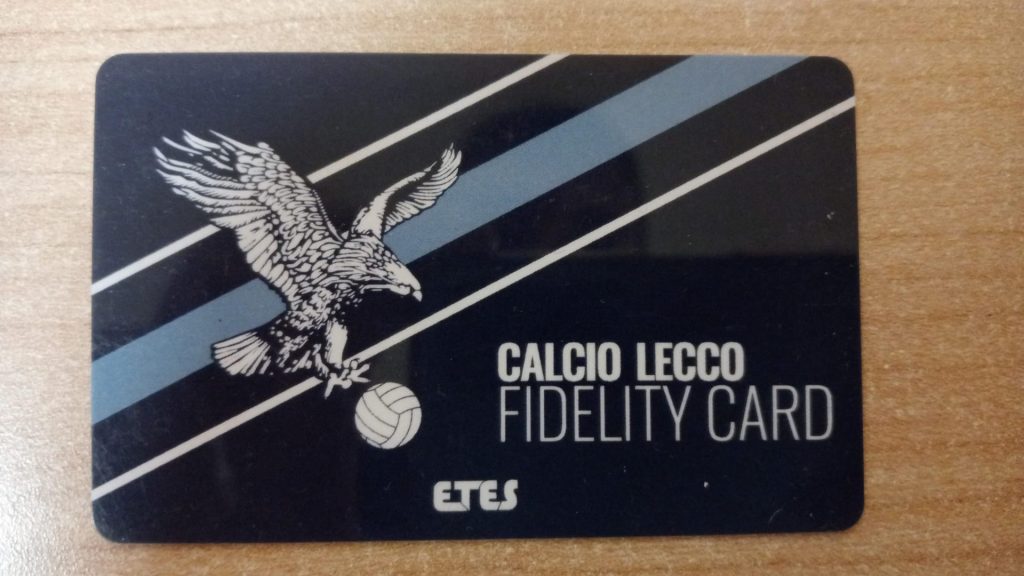 CALCIO LECCO
FIDELITY CARD
ETES